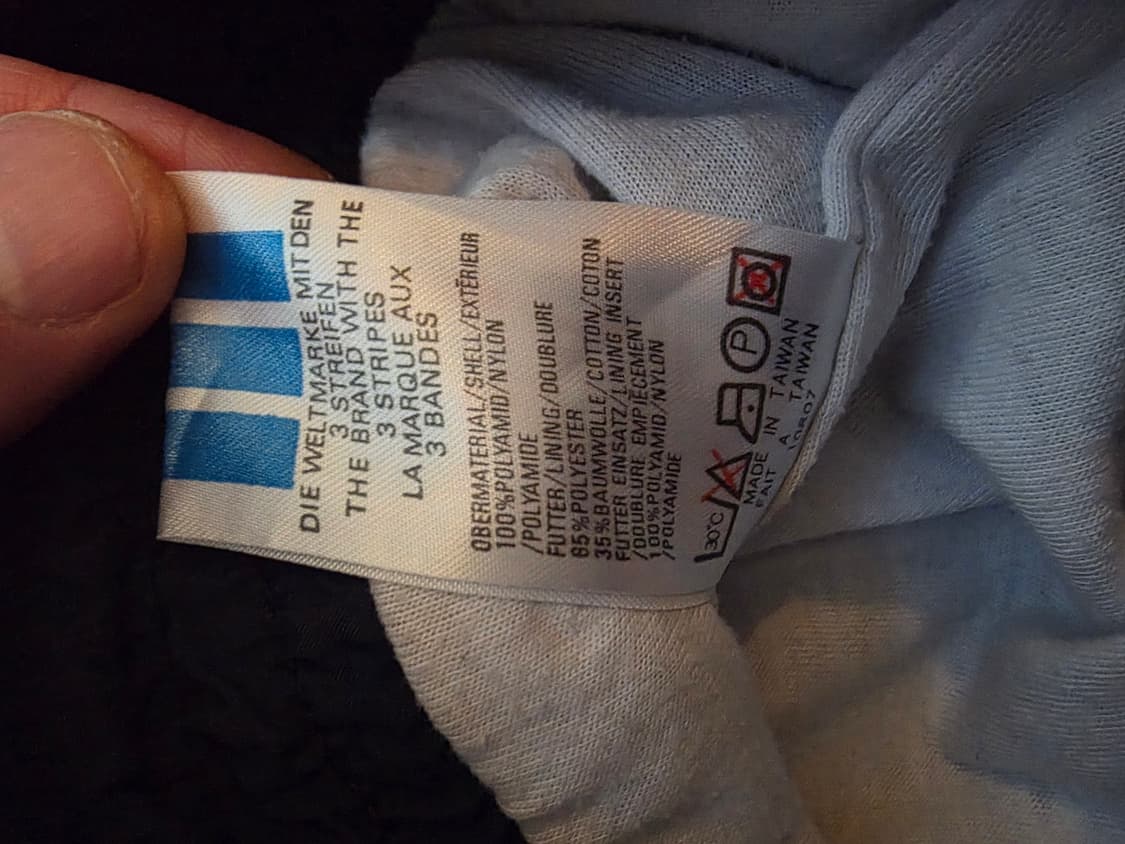 DIE WELTMARKE MIT DEN
3 STREIFEN
THE BRAND WITH THE
3 STRIPES
LA MARQUE AUX
3 BANDES
OBERMATERIAL/SHELL/EXTÉRIEUR
100%POLYAMID/NYLON
/POLYAMIDE
FUTTER/LINING/DOUBLURE
65%POLYESTER
35%BAUMWOLLE/COTTON/COTON
FUTTER EINSATZ/LINING INSERT
/DOUBLURE EMPIÈCEMENT
100%POLYAMID/NYLON
/POLYAMIDE
30°C P
MADE IN TAIWAN
FAIT A TAIWAN